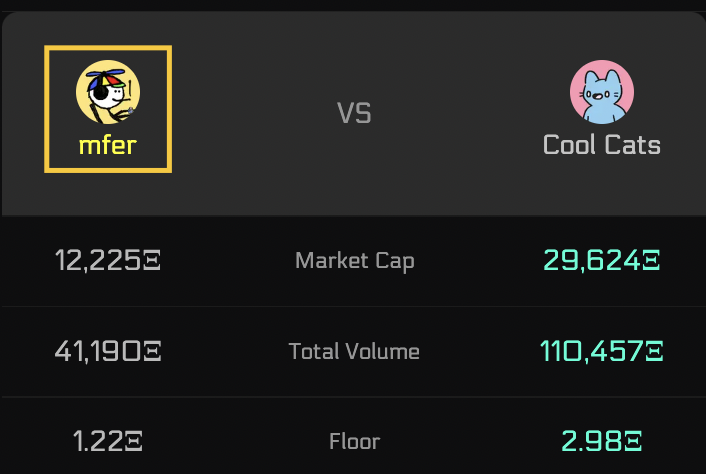 VS
mfer
Cool Cats
12,225Ξ Market Cap 29,624Ξ
41,190Ξ Total Volume 110,457Ξ
1.22Ξ Floor 2.98Ξ